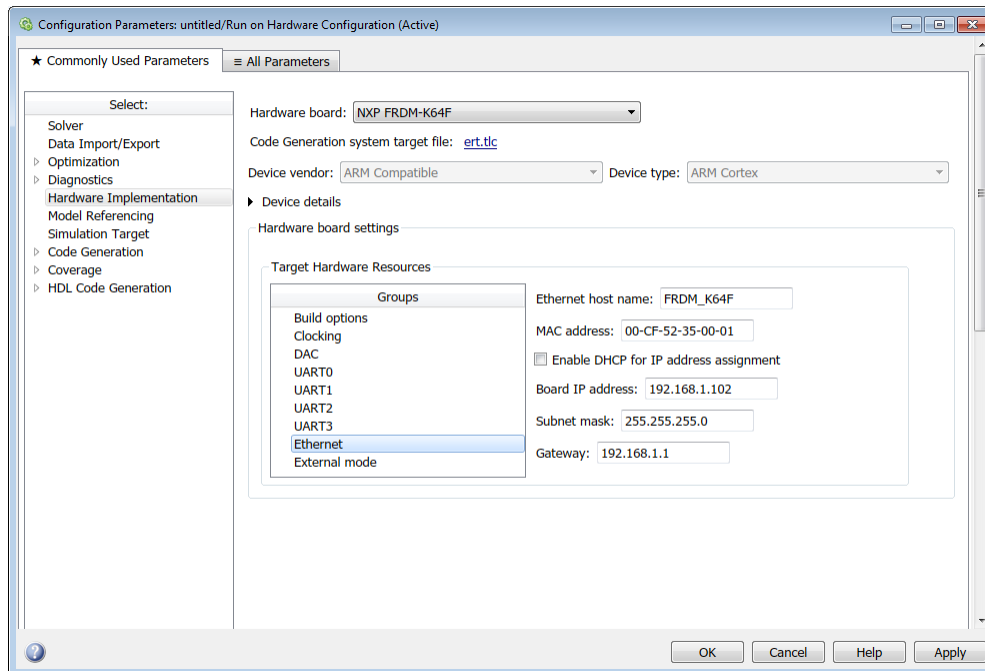 Configuration Parameters: untitled/Run on Hardware Configuration (Active)
★ Commonly Used Parameters
≡ All Parameters
Select:
Solver
Data Import/Export
Optimization
Diagnostics
Hardware Implementation
Model Referencing
Simulation Target
Code Generation
Coverage
HDL Code Generation
Hardware board: NXP FRDM-K64F
Code Generation system target file: ert.tlc
Device vendor: ARM Compatible Device type: ARM Cortex
Device details
Hardware board settings
Target Hardware Resources
Groups
Build options
Clocking
DAC
UART0
UART1
UART2
UART3
Ethernet
External mode
Ethernet host name: FRDM_K64F
MAC address: 00-CF-52-35-00-01
Enable DHCP for IP address assignment
Board IP address: 192.168.1.102
Subnet mask: 255.255.255.0
Gateway: 192.168.1.1
OK Cancel Help Apply